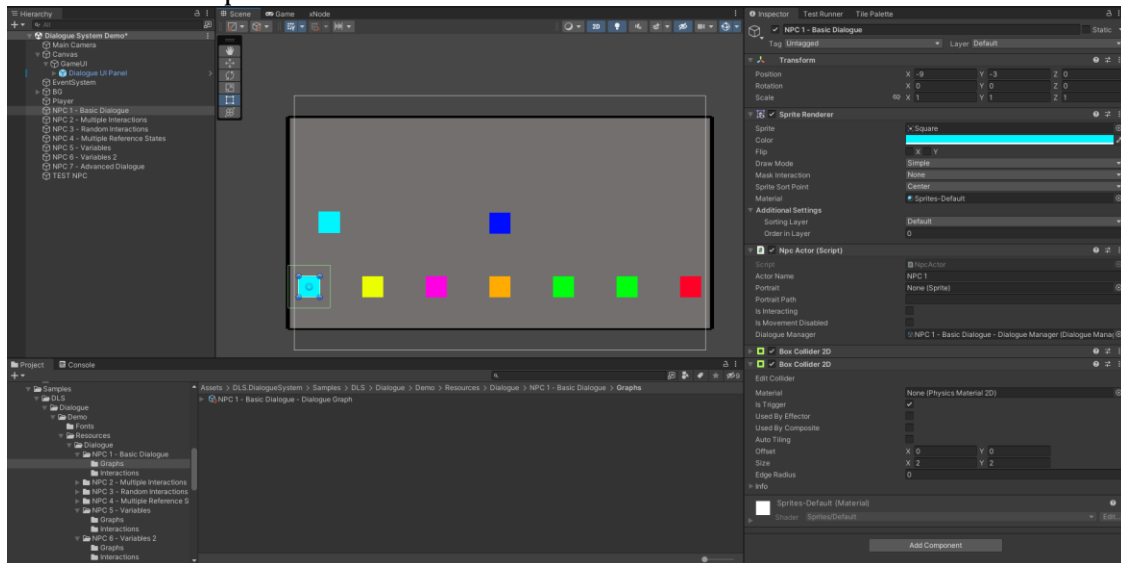 Hierarchy
All
Dialogue System Demo*
Main Camera
Canvas
GameUI
Dialogue UI Panel
EventSystem
BG
Player
NPC 1 - Basic Dialogue
NPC 2 - Multiple Interactions
NPC 3 - Random Interactions
NPC 4 - Multiple Reference States
NPC 5 - Variables
NPC 6 - Variables 2
NPC 7 - Advanced Dialogue
TEST NPC
Scene Game xNode
2D
Project Console
Samples
DLS
Dialogue
Demo
Fonts
Resources
Dialogue
NPC 1 - Basic Dialogue
Graphs
Interactions
NPC 2 - Multiple Interactions
NPC 3 - Random Interactions
NPC 4 - Multiple Reference S
NPC 5 - Variables
Graphs
Interactions
NPC 6 - Variables 2
Graphs
Interactions
Assets > DLS.DialogueSystem > Samples > DLS > Dialogue > Demo > Resources > Dialogue > NPC 1 - Basic Dialogue > Graphs
NPC 1 - Basic Dialogue - Dialogue Graph
9
Inspector Test Runner Tile Palette
NPC 1 - Basic Dialogue Static
Tag Untagged Layer Default
Transform
Position X -9 Y -3 Z 0
Rotation X 0 Y 0 Z 0
Scale X 1 Y 1 Z 1
Sprite Renderer
Sprite Square
Color
Flip X Y
Draw Mode Simple
Mask Interaction None
Sprite Sort Point Center
Material Sprites-Default
Additional Settings
Sorting Layer Default
Order in Layer 0
Npc Actor (Script)
Script NpcActor
Actor Name NPC 1
Portrait None (Sprite)
Portrait Path
Is Interacting
Is Movement Disabled
Dialogue Manager NPC 1 - Basic Dialogue - Dialogue Manager (Dialogue Mana
Box Collider 2D
Box Collider 2D
Edit Collider
Material None (Physics Material 2D)
Is Trigger
Used By Effector
Used By Composite
Auto Tiling
Offset X 0 Y 0
Size X 2 Y 2
Edge Radius 0
Info
Sprites-Default (Material)
Shader Sprites/Default Edit...
Add Component